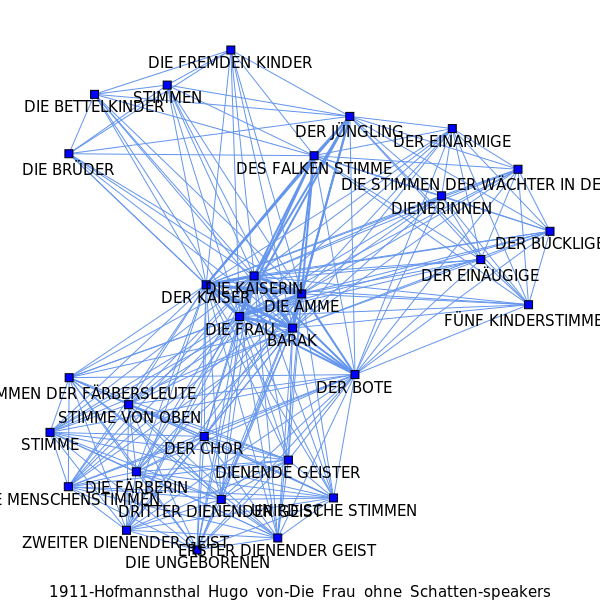 DIE FREMDEN KINDER
STIMMEN
DIE BETTELKINDER
DER JÜNGLING
DER EINARMIGE
DIE BRÜDER
DES FALKEN STIMME
DIE STIMMEN DER WÄCHTER IN DE
DIENERINNEN
DER BUCKLIGE
DER EINÄUGIGE
DIE KAISERIN
DER KAISER
DIE AMME
FÜNF KINDERSTIMME
DIE FRAU
BARAK
DER BOTE
MMEN DER FÄRBERSLEUTE
STIMME VON OBEN
STIMME
DER CHOR
DIENENDE GEISTER
DIE FÄRBERIN
E MENSCHENSTIMMEN
DRITTER DIENENDER GEIST
UNIRDISCHE STIMMEN
ZWEITER DIENENDER GEIST
ERSTER DIENENDER GEIST
DIE UNGEBORENEN
1911-Hofmannsthal Hugo von-Die Frau ohne Schatten-speakers